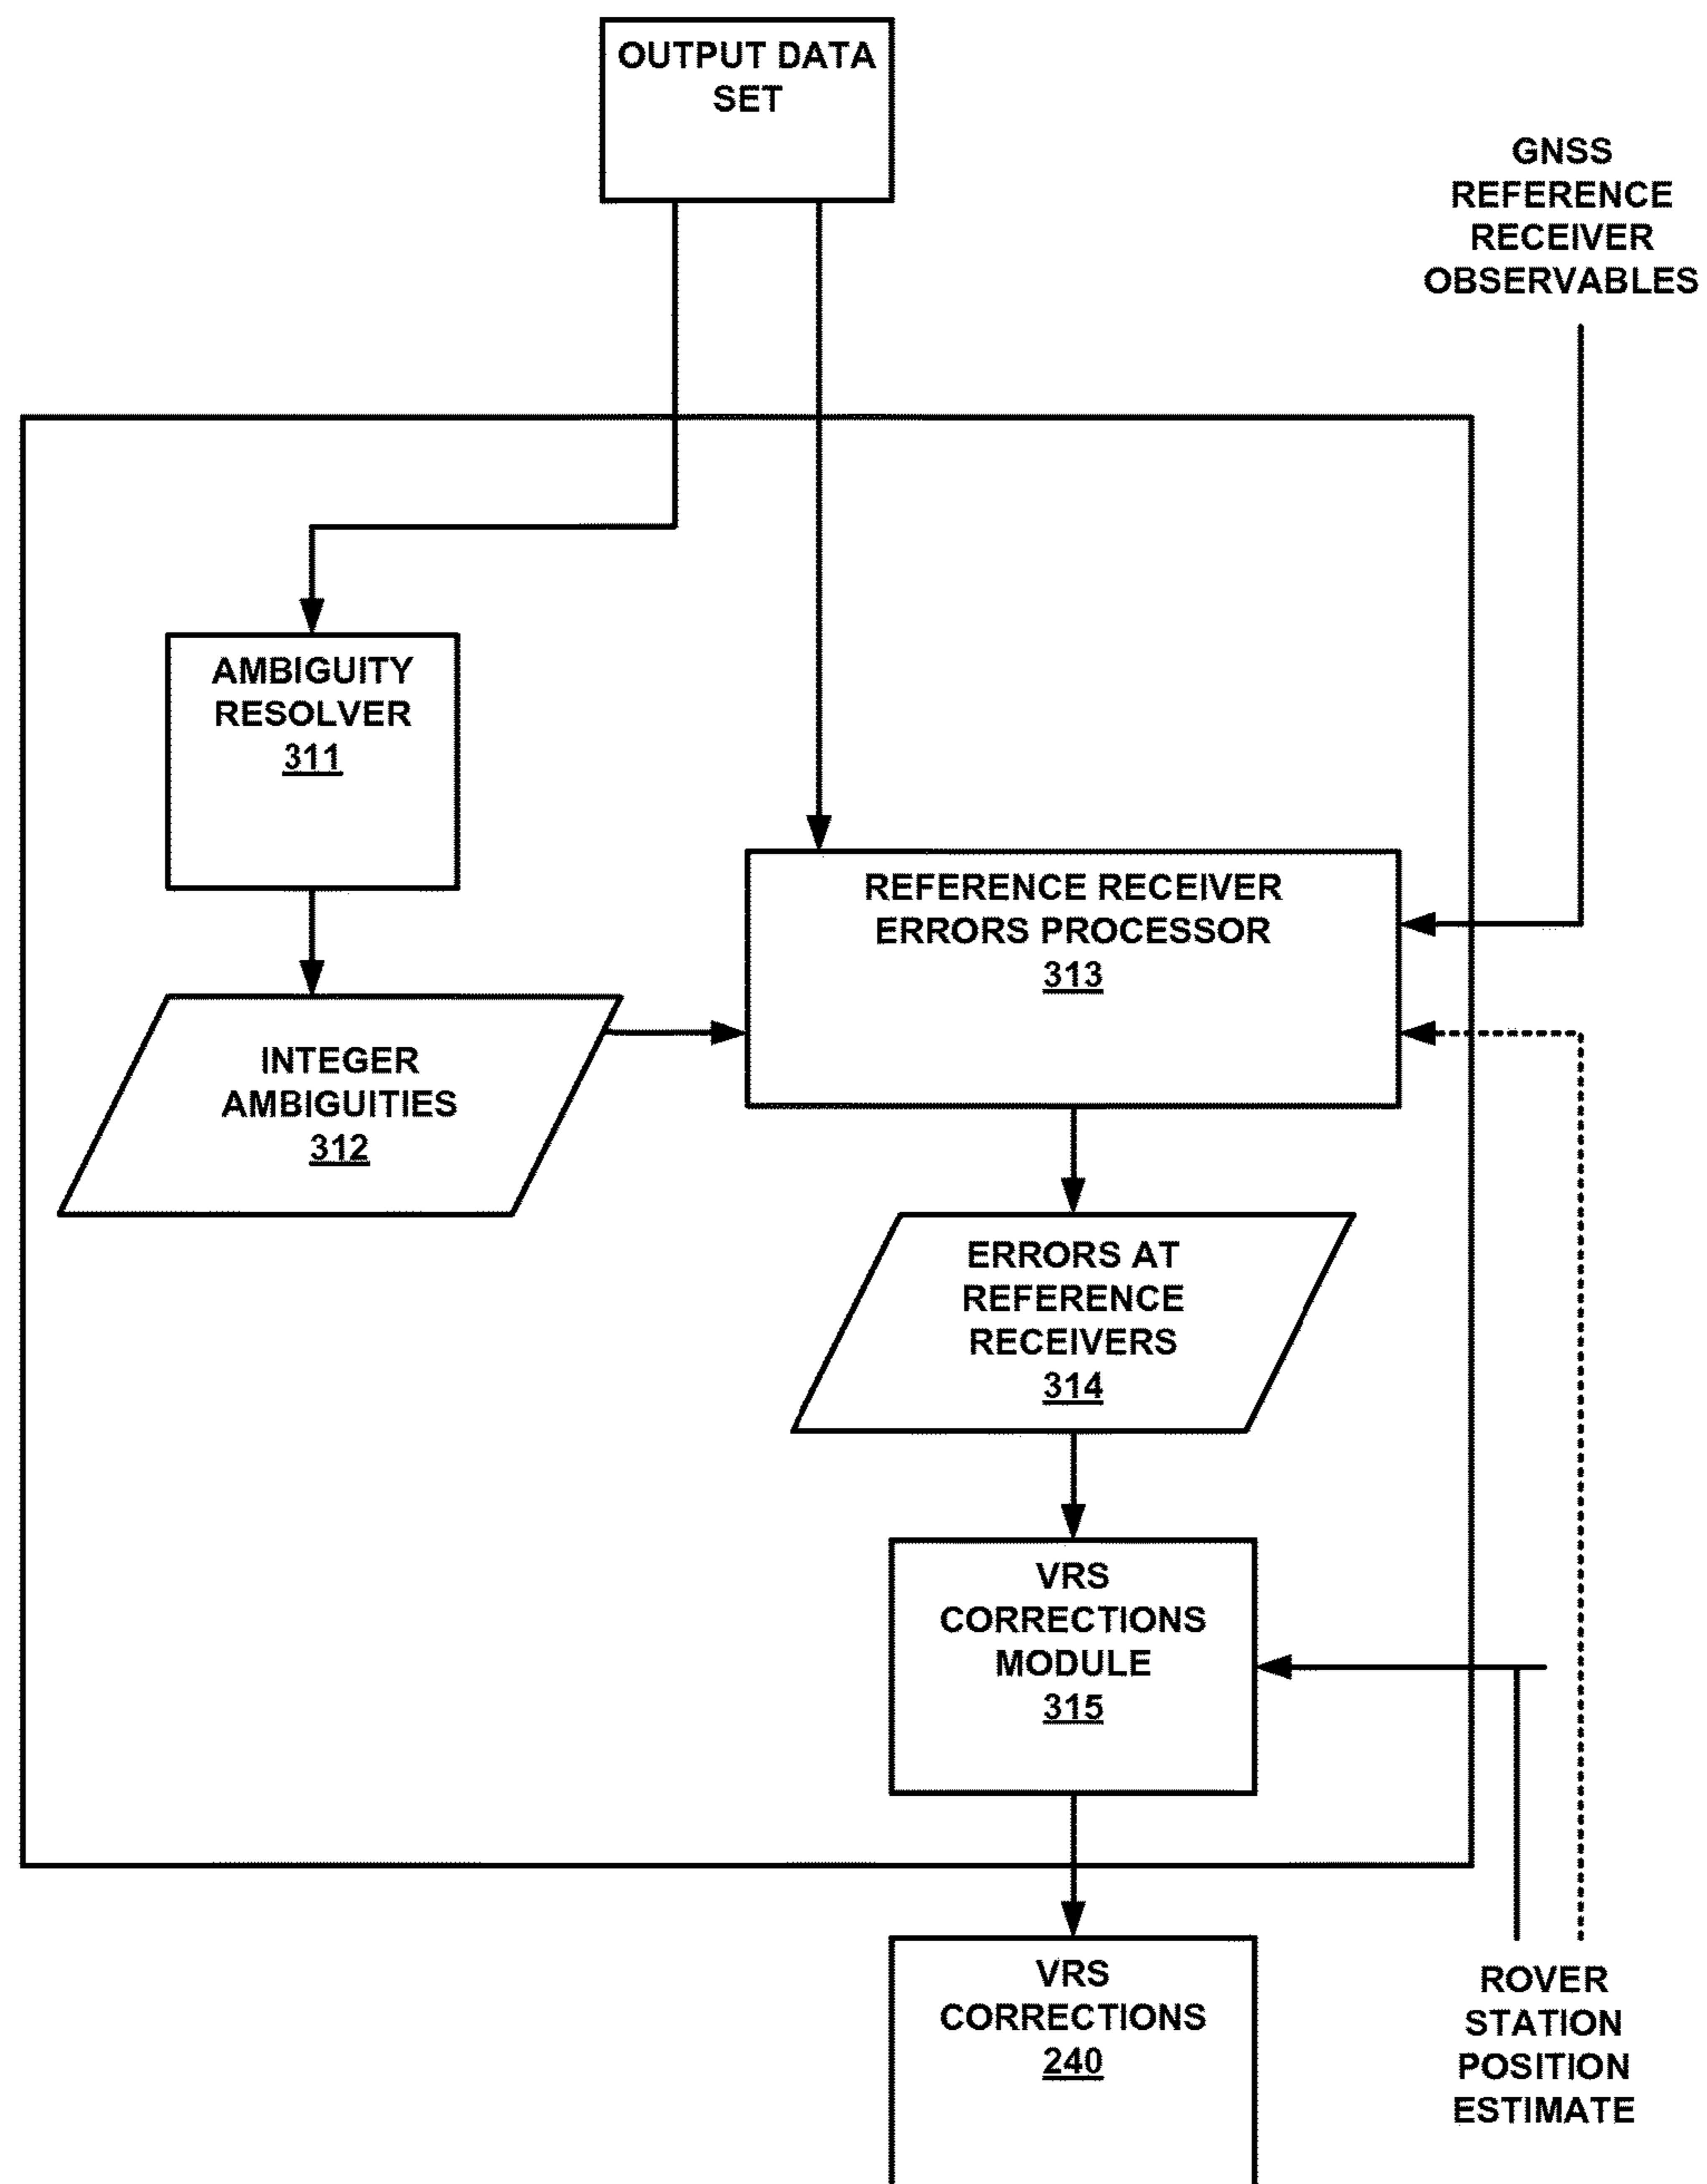 OUTPUT DATA
SET
GNSS
REFERENCE
RECEIVER
OBSERVABLES
AMBIGUITY
RESOLVER
311
REFERENCE RECEIVER
ERRORS PROCESSOR
313
INTEGER
AMBIGUITIES
312
ERRORS AT
REFERENCE
RECEIVERS
314
VRS
CORRECTIONS
MODULE
315
VRS
CORRECTIONS
240
ROVER
STATION
POSITION
ESTIMATE